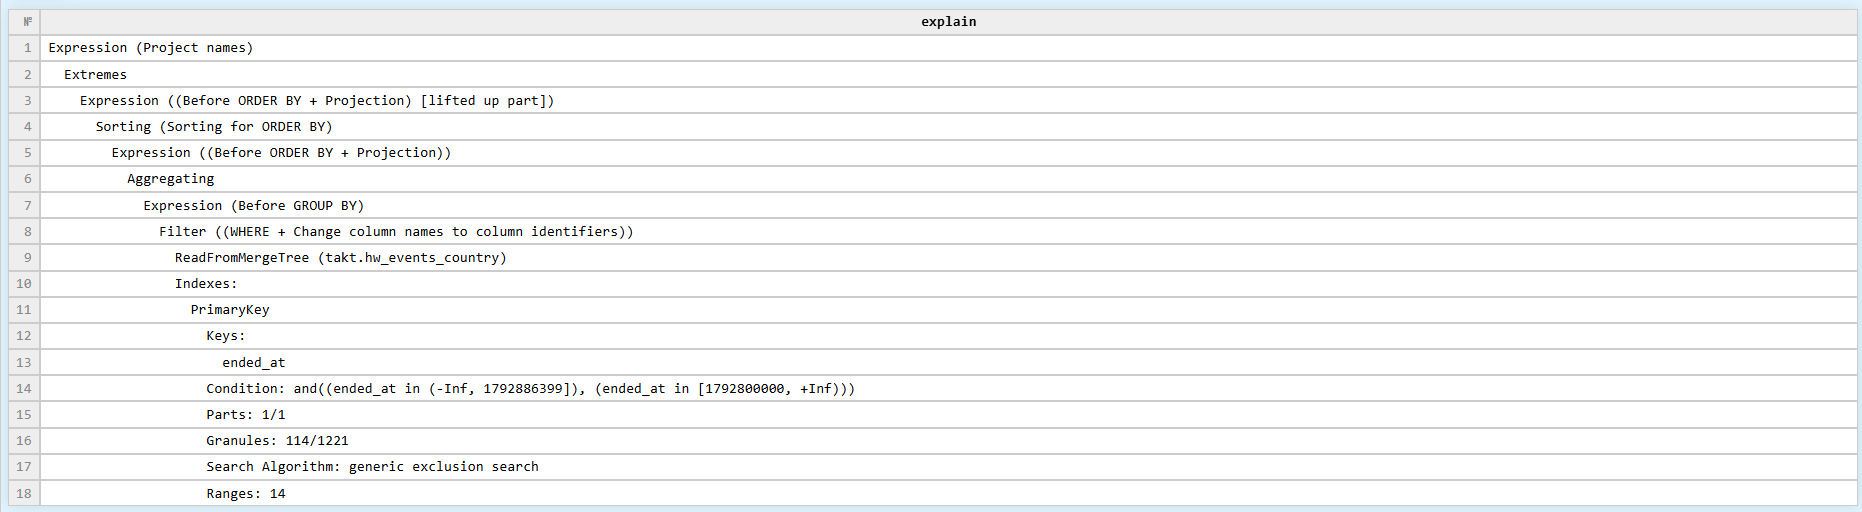 № explain
1 Expression (Project names)
2 Extremes
3 Expression ((Before ORDER BY + Projection) [lifted up part])
4 Sorting (Sorting for ORDER BY)
5 Expression ((Before ORDER BY + Projection))
6 Aggregating
7 Expression (Before GROUP BY)
8 Filter ((WHERE + Change column names to column identifiers))
9 ReadFromMergeTree (takt.hw_events_country)
10 Indexes:
11 PrimaryKey
12 Keys:
13 ended_at
14 Condition: and((ended_at in (-Inf, 1792886399]), (ended_at in [1792800000, +Inf)))
15 Parts: 1/1
16 Granules: 114/1221
17 Search Algorithm: generic exclusion search
18 Ranges: 14